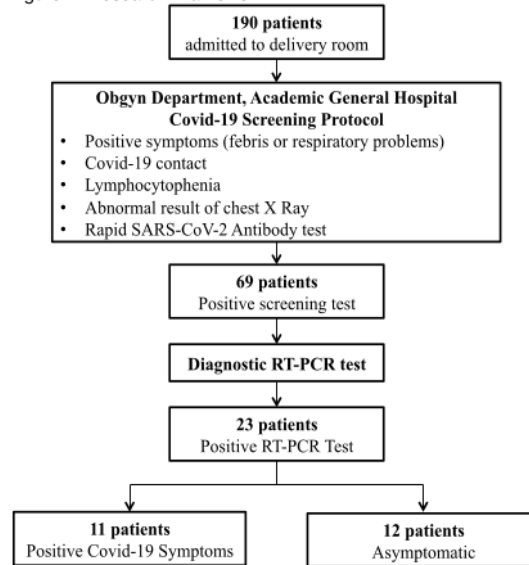 190 patients
admitted to delivery room
Obgyn Department, Academic General Hospital
Covid-19 Screening Protocol
• Positive symptoms (febris or respiratory problems)
• Covid-19 contact
• Lymphocytophenia
• Abnormal result of chest X Ray
• Rapid SARS-CoV-2 Antibody test
69 patients
Positive screening test
Diagnostic RT-PCR test
23 patients
Positive RT-PCR Test
11 patients
Positive Covid-19 Symptoms
12 patients
Asymptomatic